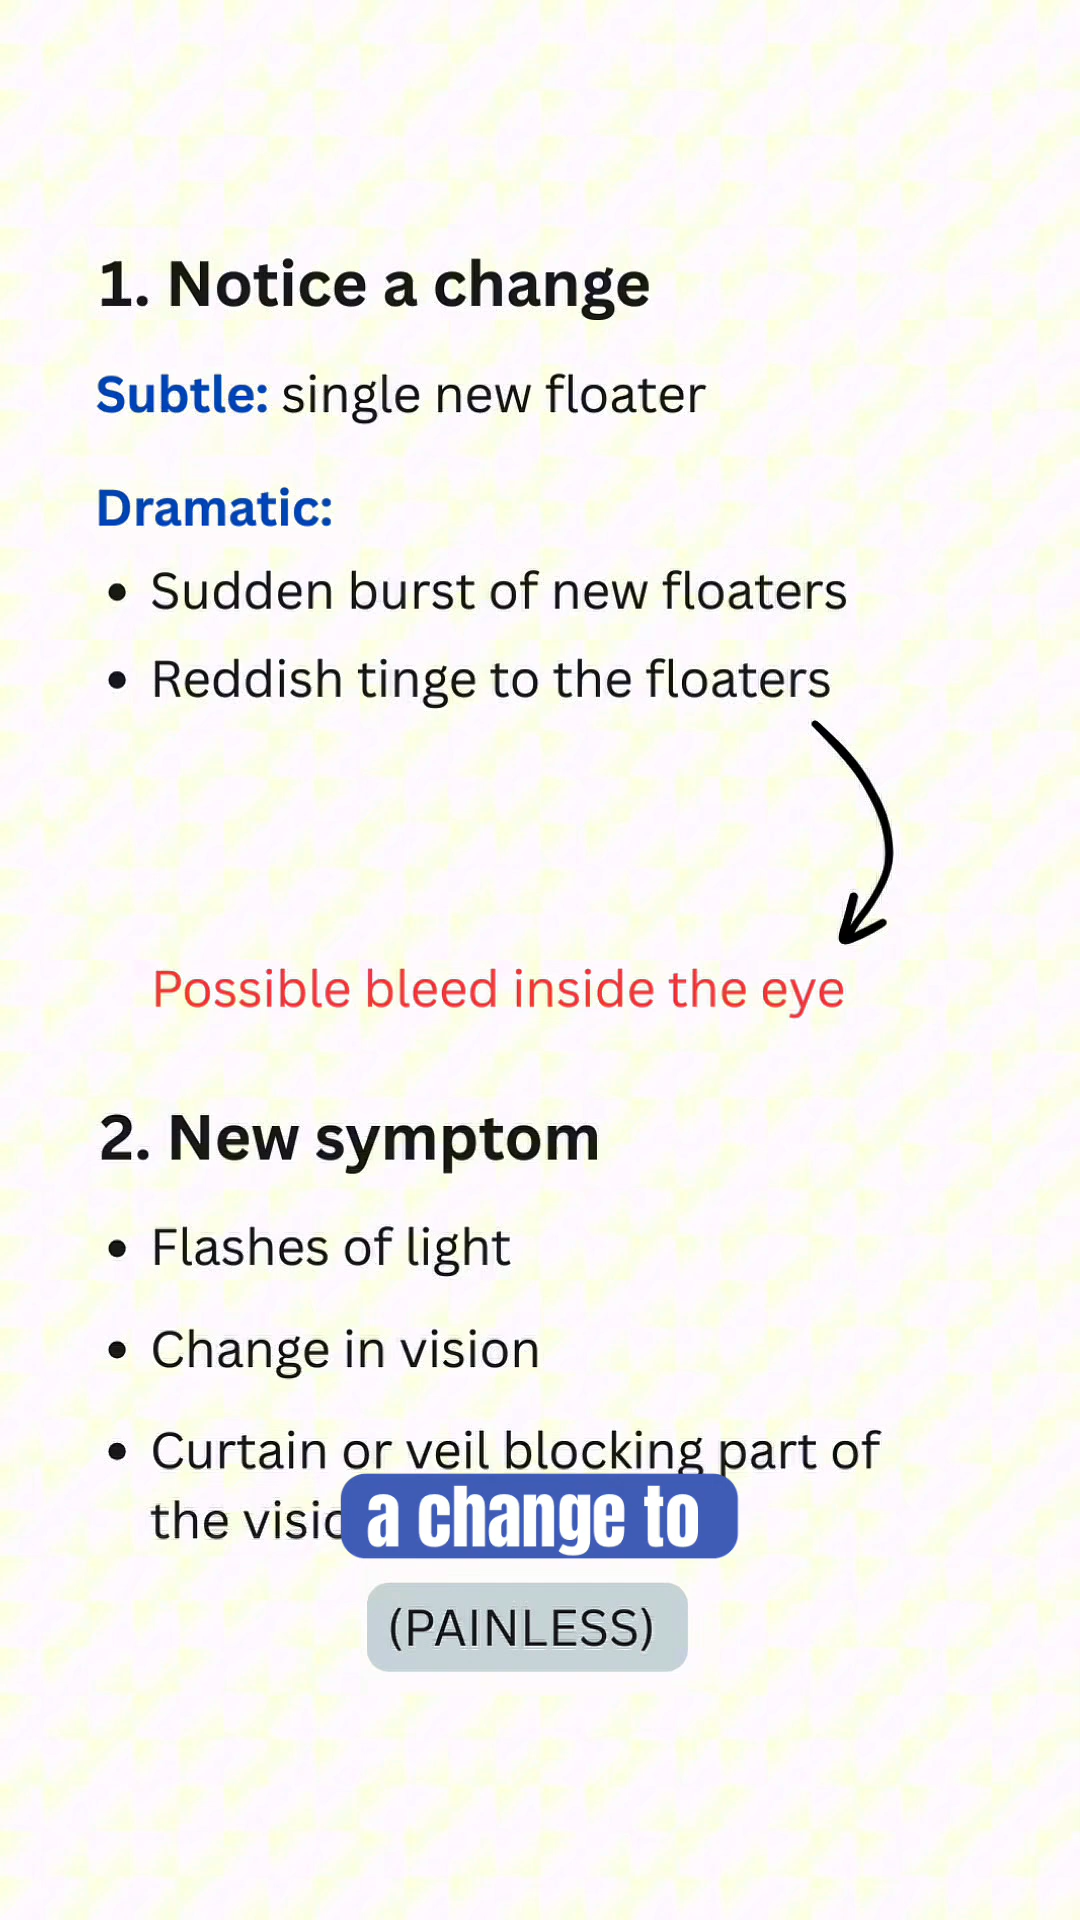 1. Notice a change
Subtle: single new floater
Dramatic:
• Sudden burst of new floaters
• Reddish tinge to the floaters
Possible bleed inside the eye
2. New symptom
• Flashes of light
• Change in vision
• Curtain or veil blocking part of
the
a change to
(PAINLESS)